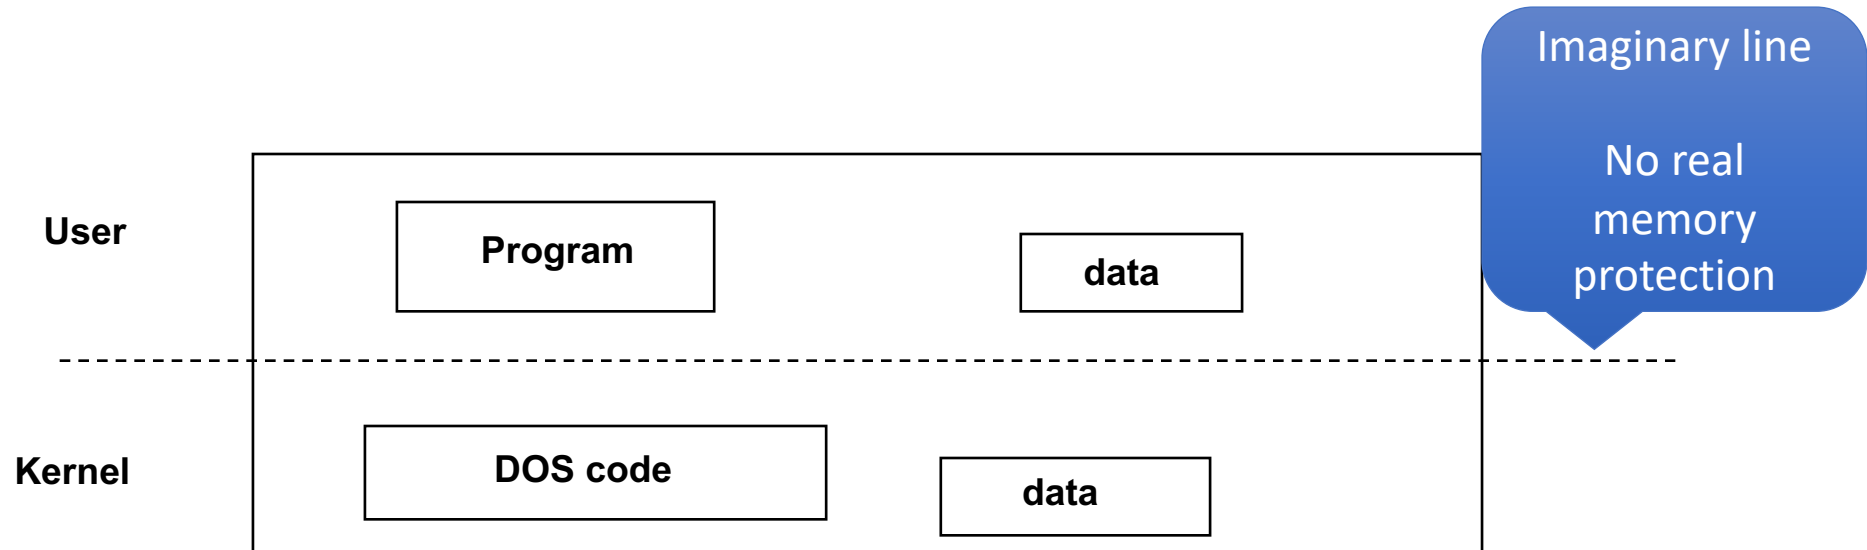 Imaginary line
No real
memory
protection
User
Program
data
Kernel
DOS code
data